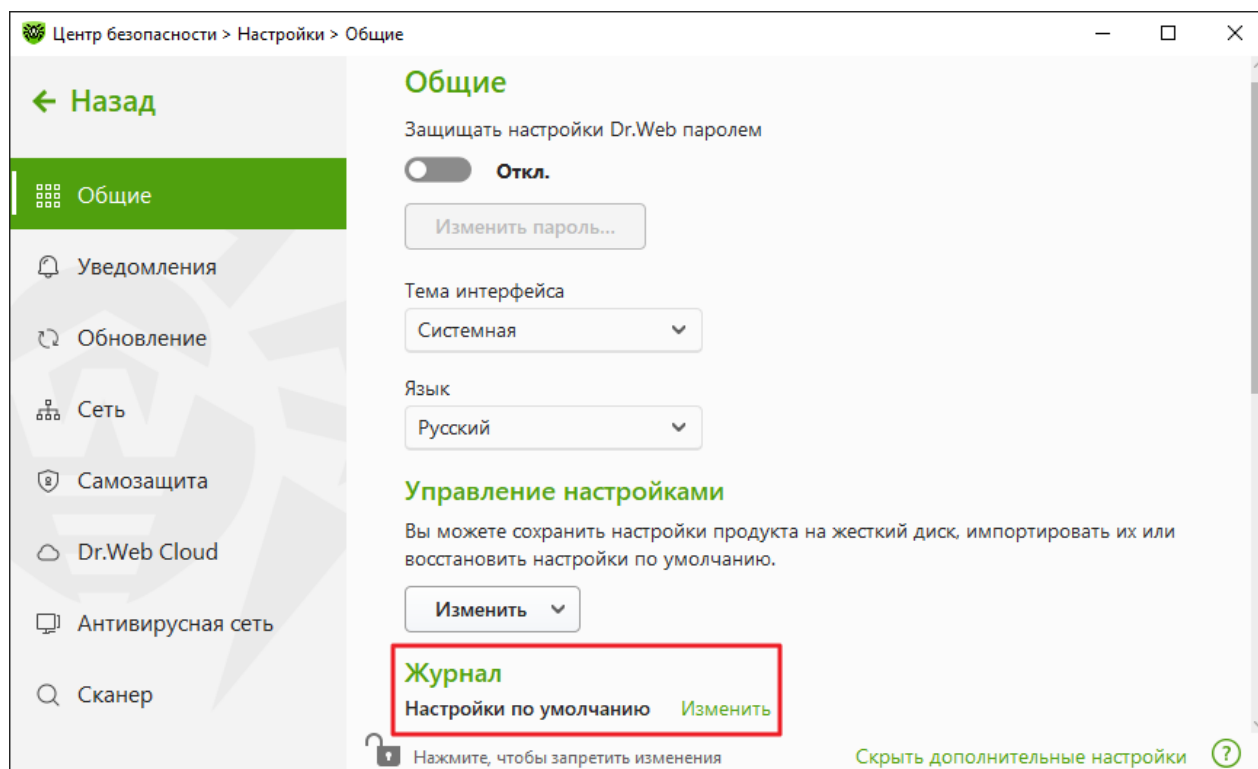 Центр безопасности > Настройки > Общие
Назад
Общие
Уведомления
Обновление
Сеть
Самозащита
Dr.Web Cloud
Антивирусная сеть
Сканер
Общие
Защищать настройки Dr.Web паролем
Откл.
Изменить пароль...
Тема интерфейса
Системная
Язык
Русский
Управление настройками
Вы можете сохранить настройки продукта на жесткий диск, импортировать их или
восстановить настройки по умолчанию.
Изменить
Журнал
Настройки по умолчанию Изменить
Нажмите, чтобы запретить изменения
Скрыть дополнительные настройки ?